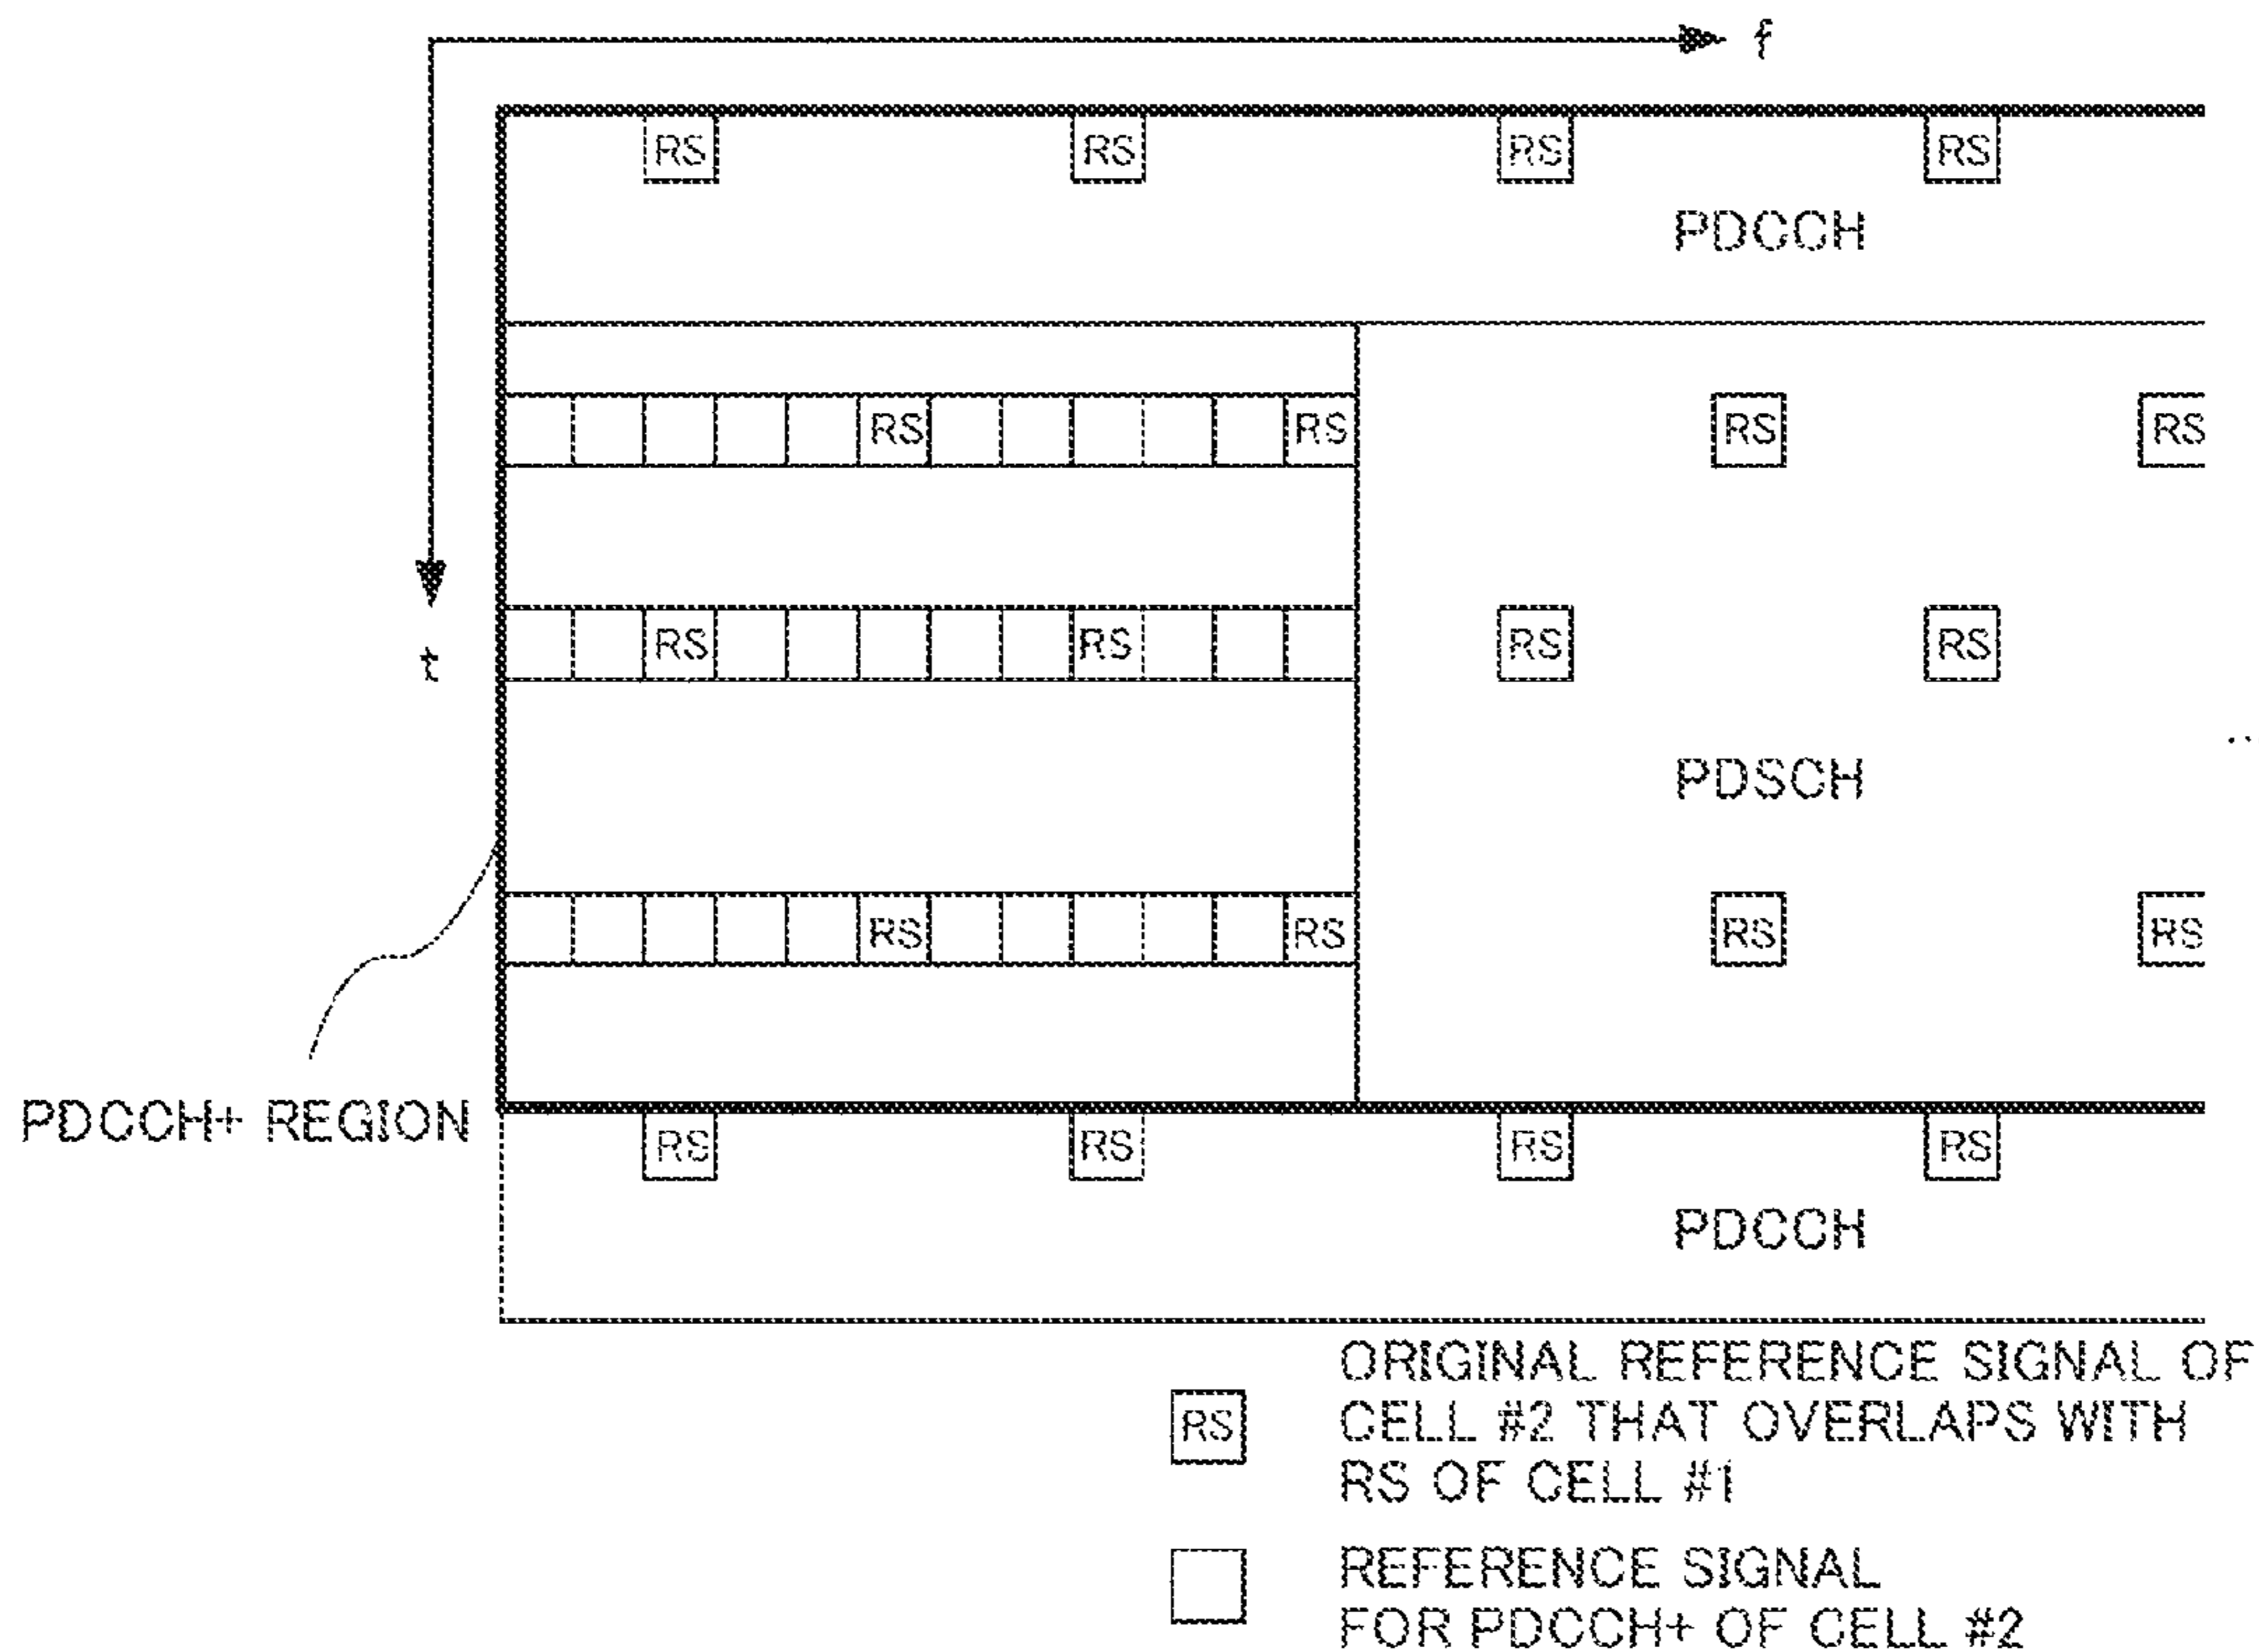 f
RS RS RS RS
PDCCH
RS RS RS RS
RS RS RS RS
t
PDSCH
RS RS RS RS
PDCCH+ REGION
RS RS RS RS
PDCCH
RS
ORIGINAL REFERENCE SIGNAL OF
CELL #2 THAT OVERLAPS WITH
RS OF CELL #1
REFERENCE SIGNAL
FOR PDCCH+ OF CELL #2